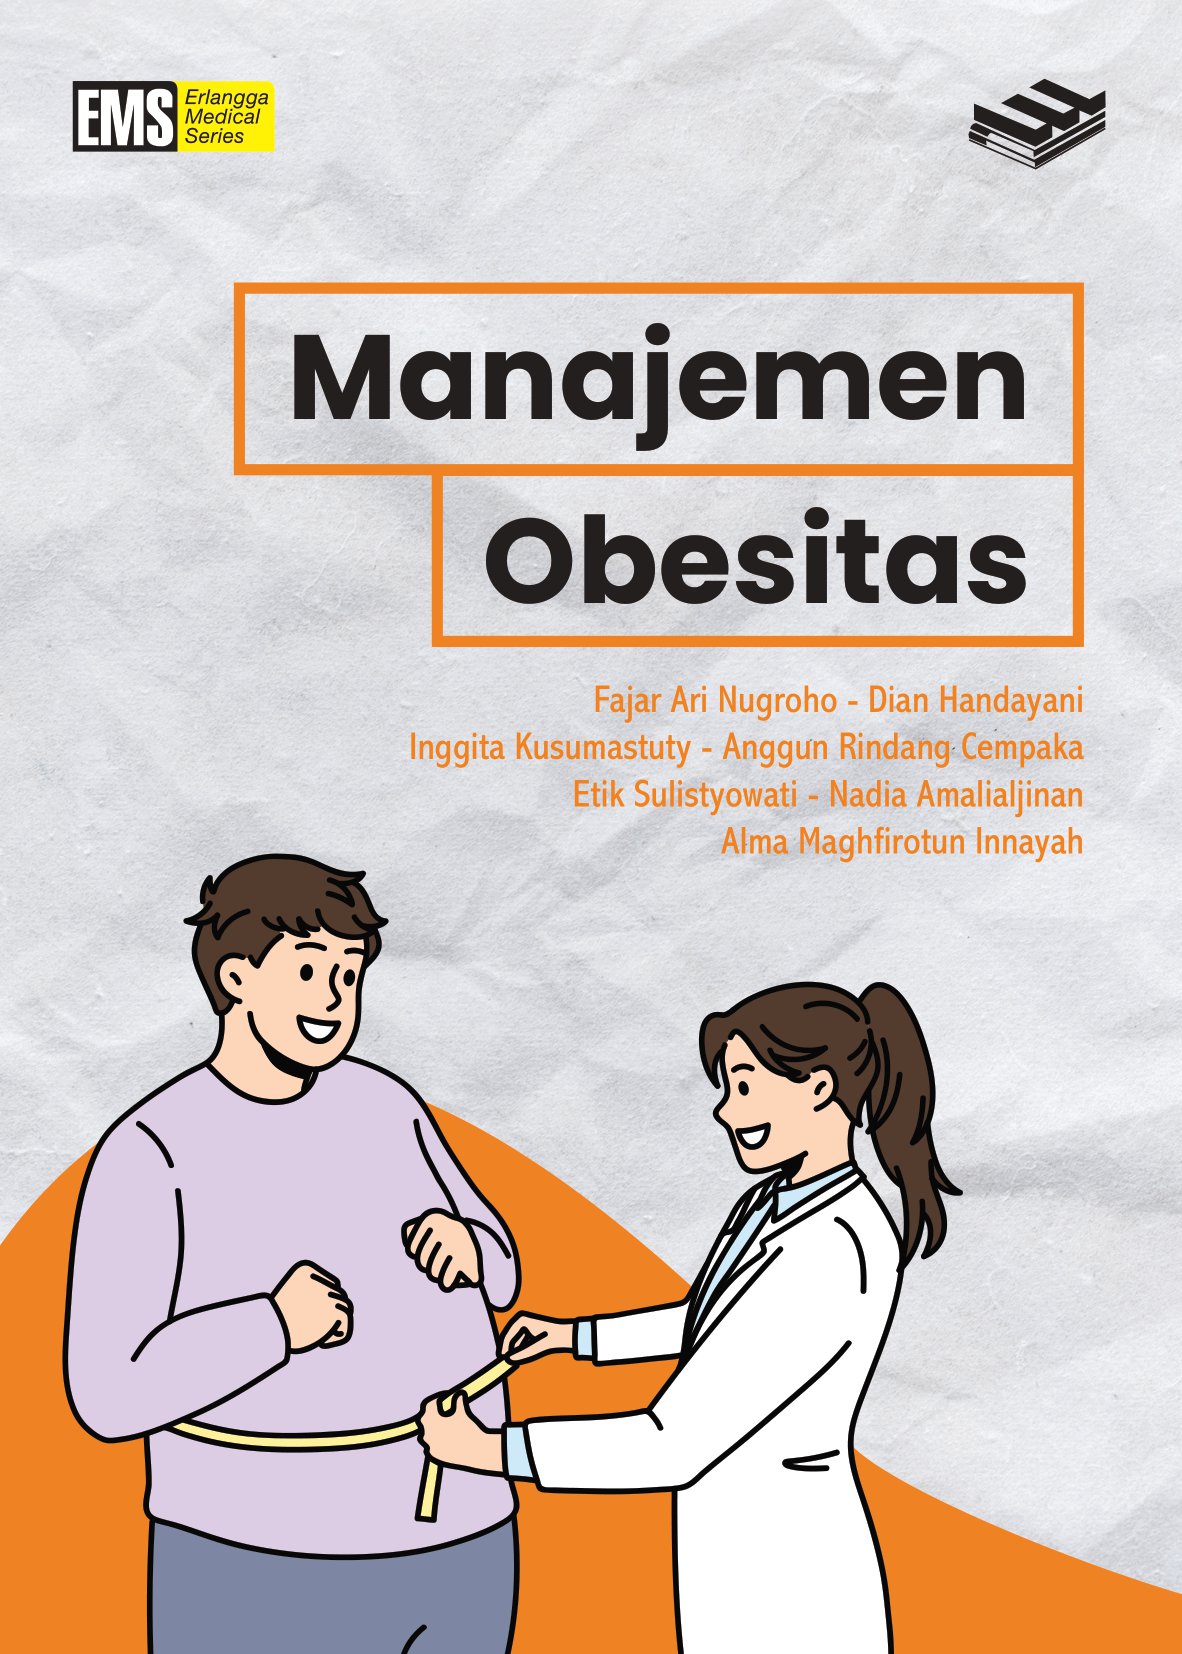 EMS
Erlangga
Medical
Series
Manajemen
Obesitas
Fajar Ari Nugroho - Dian Handayani
Inggita Kusumastuty - Anggun Rindang Cempaka
Etik Sulistyowati - Nadia Amalialjinan
Alma Maghfirotun Innayah